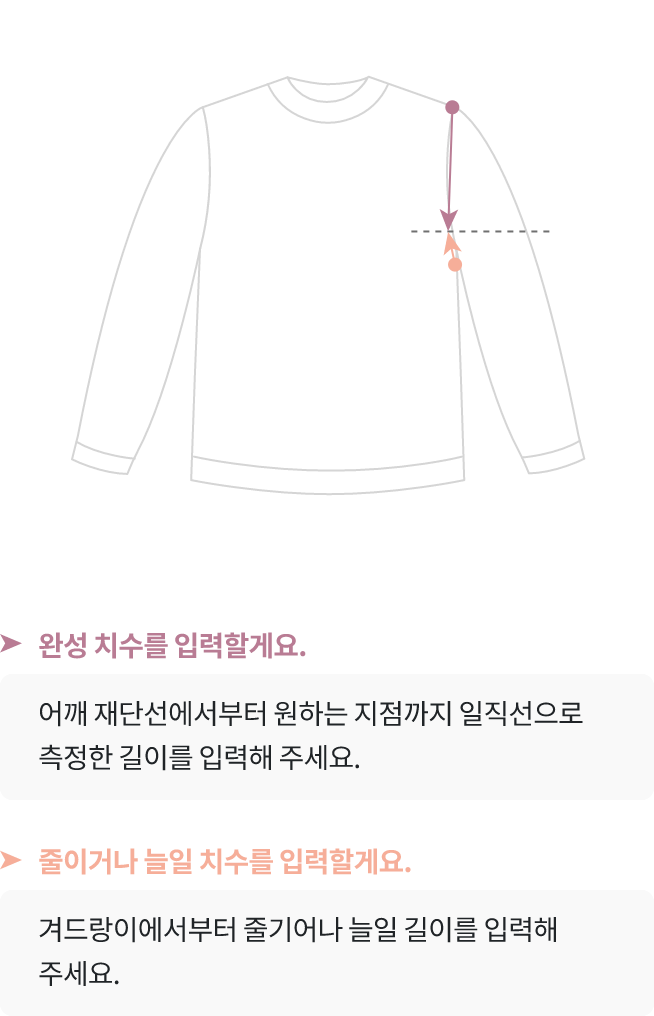 완성 치수를 입력할게요.
어깨 재단선에서부터 원하는 지점까지 일직선으로
측정한 길이를 입력해 주세요.
줄이거나 늘일 치수를 입력할게요.
겨드랑이에서부터 줄기어나 늘일 길이를 입력해
주세요.